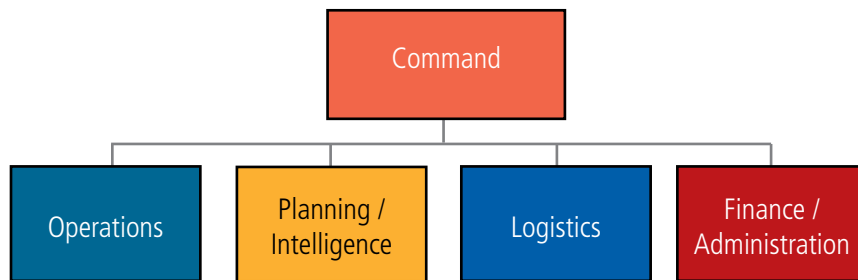 Command
Operations
Planning /
Intelligence
Logistics
Finance /
Administration